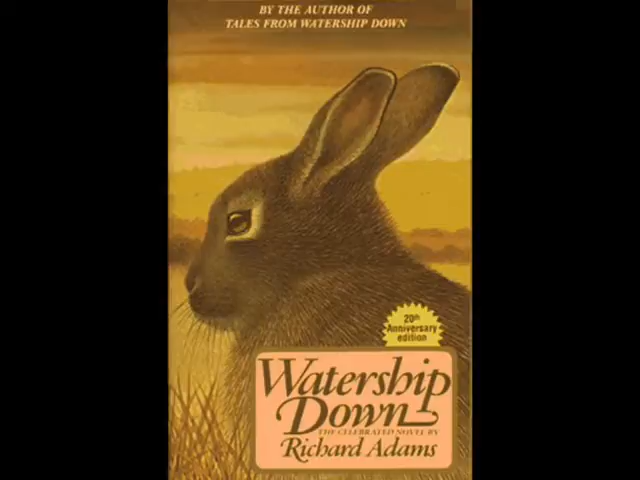 BY THE AUTHOR OF
TALES FROM WATERSHIP DOWN
20th
Anniversary
edition
Watership
Down
THE CELEBRATED NOVEL BY
Richard Adams